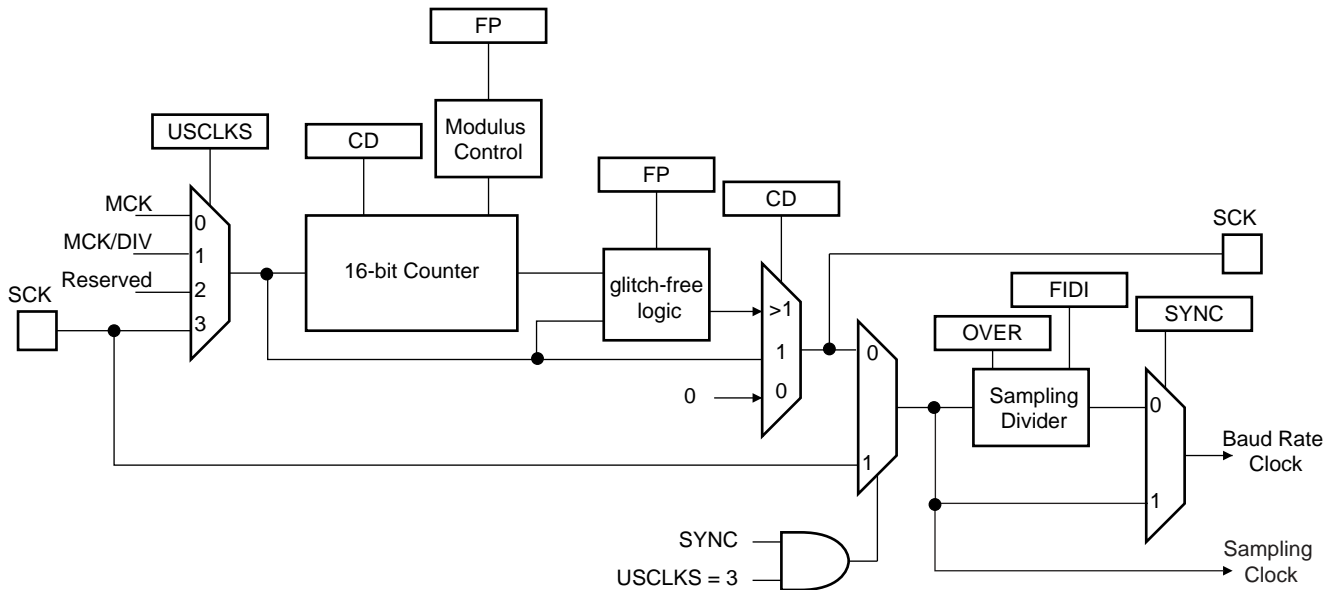 FP
USCLKS
CD
Modulus
Control
FP
CD
MCK
0
MCK/DIV
1
Reserved
2
SCK
3
16-bit Counter
glitch-free
logic
>1
1
0
0
SCK
FIDI
OVER
SYNC
0
1
Sampling
Divider
0
1
Baud Rate
Clock
SYNC
USCLKS = 3
Sampling
Clock